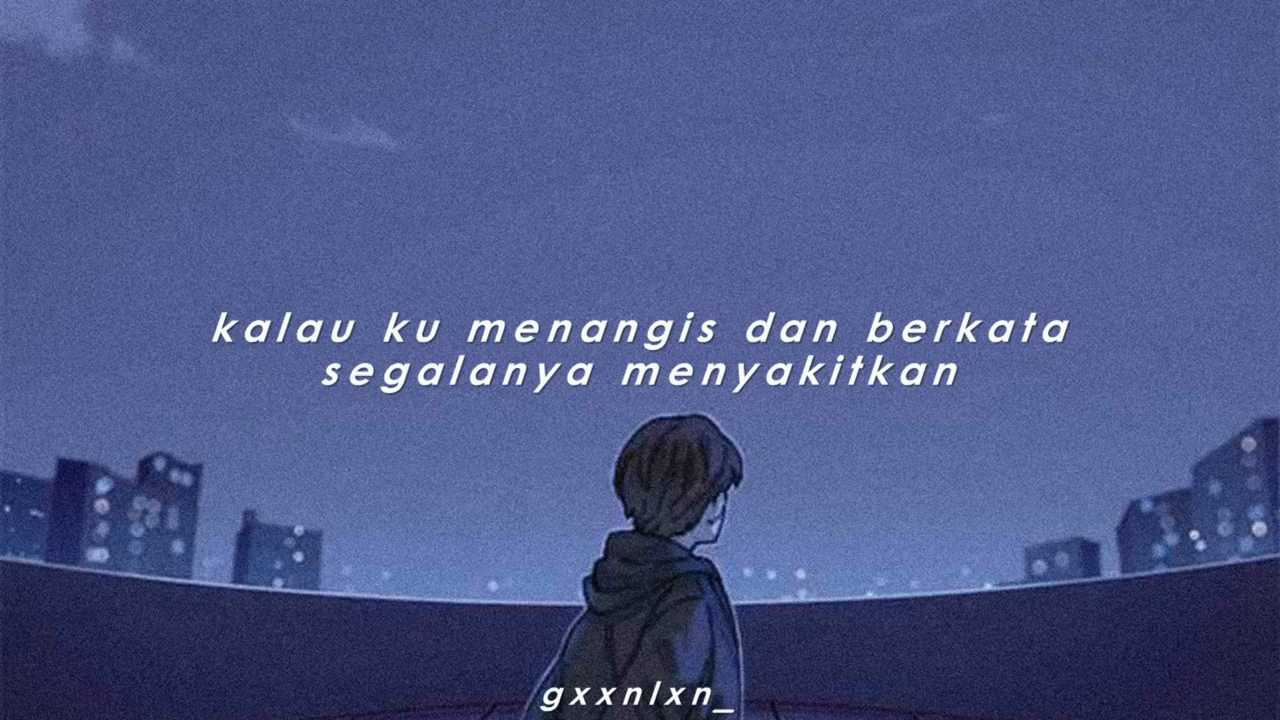 kalau ku menangis dan berkata
segalanya menyakitkan
gxxnlxn_